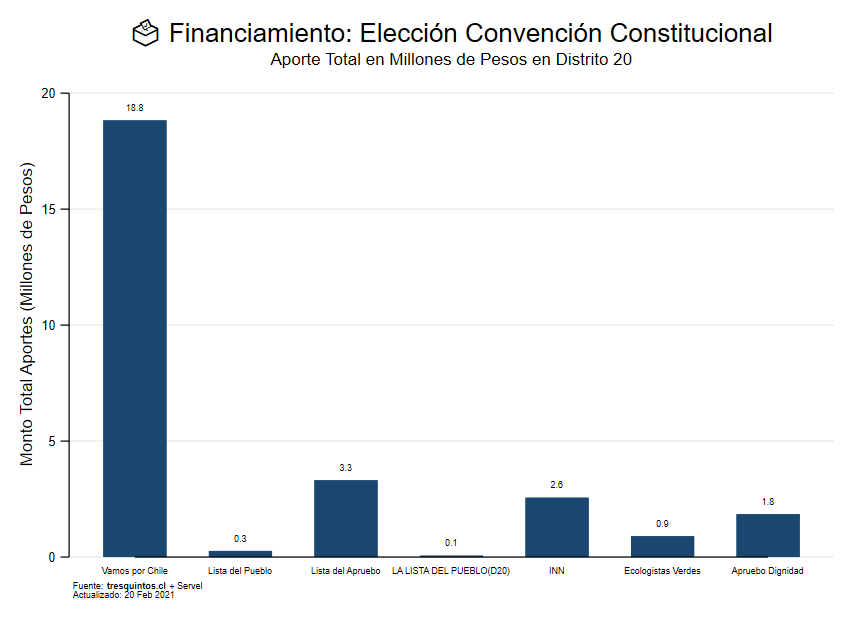 Financiamiento: Elección Convención Constitucional
Aporte Total en Millones de Pesos en Distrito 20
Monto Total Aportes (Millones de Pesos)
20
15
10
5
0
18.8
0.3
3.3
0.1
2.6
0.9
1.8
Vamos por Chile
Lista del Pueblo
Lista del Apruebo
LA LISTA DEL PUEBLO(D20)
INN
Ecologistas Verdes
Apruebo Dignidad
Fuente: tresquintos.cl + Servel
Actualizado: 20 Feb 2021